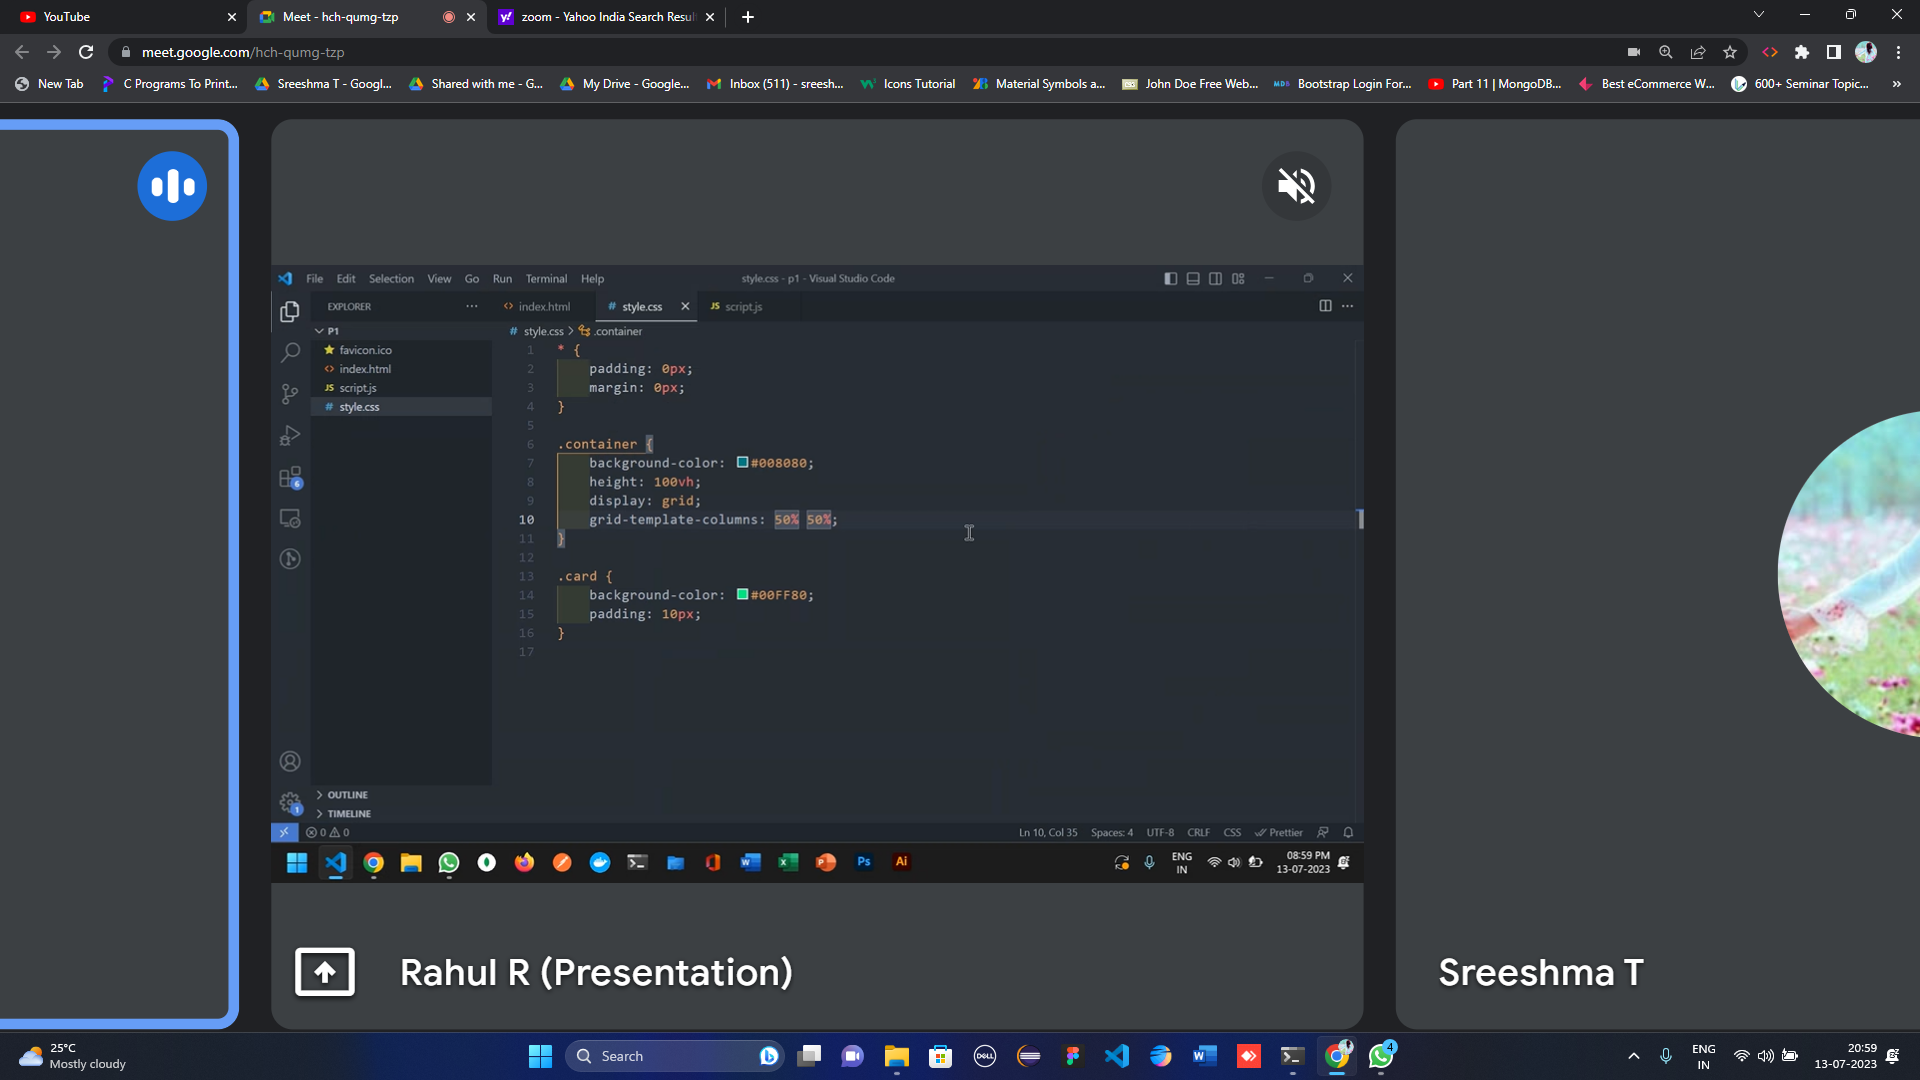 YouTube
Meet - hch-qumg-tzp
zoom - Yahoo India Search Resul
meet.google.com/hch-qumg-tzp
New Tab
C Programs To Print...
Sreeshma T - Googl...
Shared with me - G...
My Drive - Google...
Inbox (511) - sreesh...
Icons Tutorial
Material Symbols a...
John Doe Free Web...
Bootstrap Login For...
Part 11 | MongoDB...
Best eCommerce W...
600+ Seminar Topic...
»
File Edit Selection View Go Run Terminal Help
style.css - p1 - Visual Studio Code
EXPLORER
index.html
# style.css
JS script.js
P1
# style.css > .container
favicon.ico
index.html
JS script.js
# style.css
1 * {
2 padding: 0px;
3 margin: 0px;
4 }
5
6 .container {
7 background-color: #008080;
8 height: 100vh;
9 display: grid;
10 grid-template-columns: 50% 50%;
11 }
12
13 .card {
14 background-color: #00FF80;
15 padding: 10px;
16 }
17
6
1
OUTLINE
TIMELINE
0 0
Ln 10, Col 35 Spaces: 4 UTF-8 CRLF CSS Prettier
Ps
Ai
ENG
IN
08:59 PM
13-07-2023
Rahul R (Presentation)
Sreeshma T
25°C
Mostly cloudy
Search
DELL
4
ENG
IN
20:59
13-07-2023